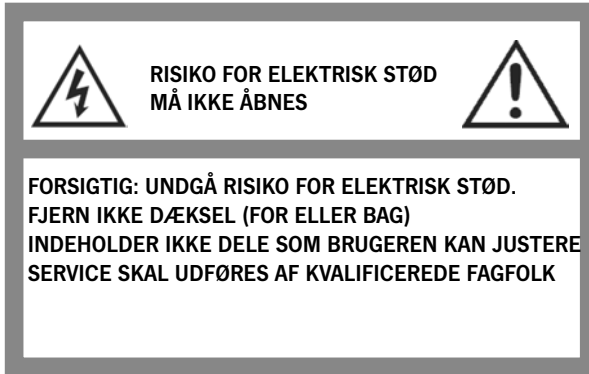 RISIKO FOR ELEKTRISK STØD
MÅ IKKE ÅBNES
FORSIGTIG: UNDGÅ RISIKO FOR ELEKTRISK STØD.
FJERN IKKE DÆKSEL (FOR ELLER BAG)
INDEHOLDER IKKE DELE SOM BRUGEREN KAN JUSTERE
SERVICE SKAL UDFØRES AF KVALIFICEREDE FAGFOLK